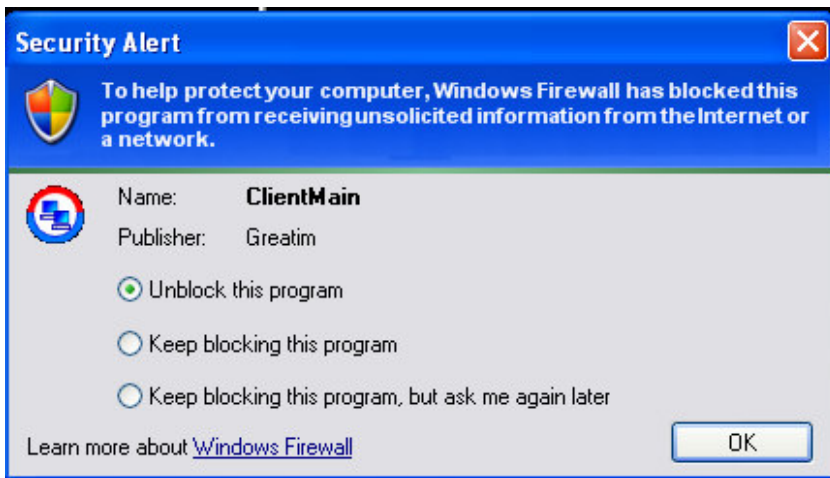 Security Alert
To help protect your computer, Windows Firewall has blocked this
program from receiving unsolicited information from the Internet or
a network.
Name: ClientMain
Publisher: Greatim
Unblock this program
Keep blocking this program
Keep blocking this program, but ask me again later
Learn more about Windows Firewall
OK